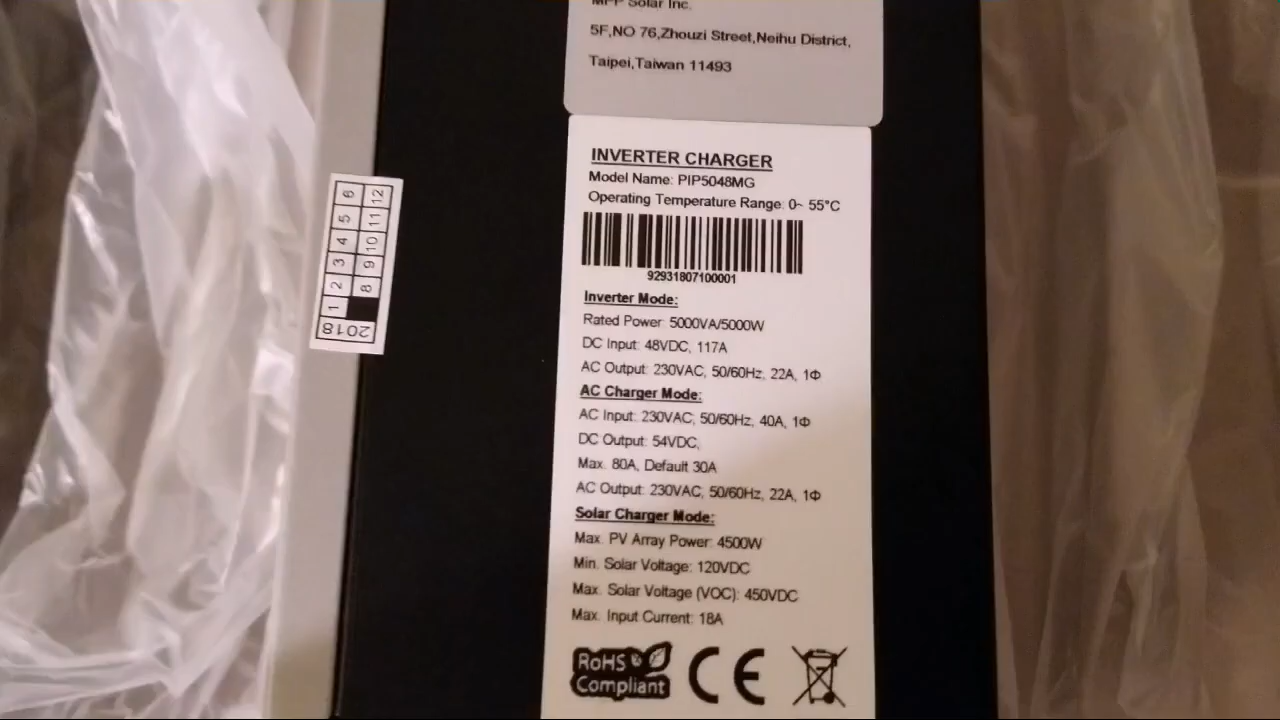 MPP Solar Inc.
5F,NO 76,Zhouzi Street,Neihu District,
Taipei,Taiwan 11493
INVERTER CHARGER
Model Name: PIP5048MG
Operating Temperature Range: 0~ 55°C
92931807100001
Inverter Mode:
Rated Power: 5000VA/5000W
DC Input: 48VDC, 117A
AC Output: 230VAC, 50/60Hz, 22A, 1Φ
AC Charger Mode:
AC Input: 230VAC, 50/60Hz, 40A, 1Φ
DC Output: 54VDC,
Max. 80A, Default 30A
AC Output: 230VAC, 50/60Hz, 22A, 1Φ
Solar Charger Mode:
Max. PV Array Power: 4500W
Min. Solar Voltage: 120VDC
Max. Solar Voltage (VOC): 450VDC
Max. Input Current: 18A
RoHS
Compliant
CE
2018
1 2 3 4 5 6
8 9 10 11 12